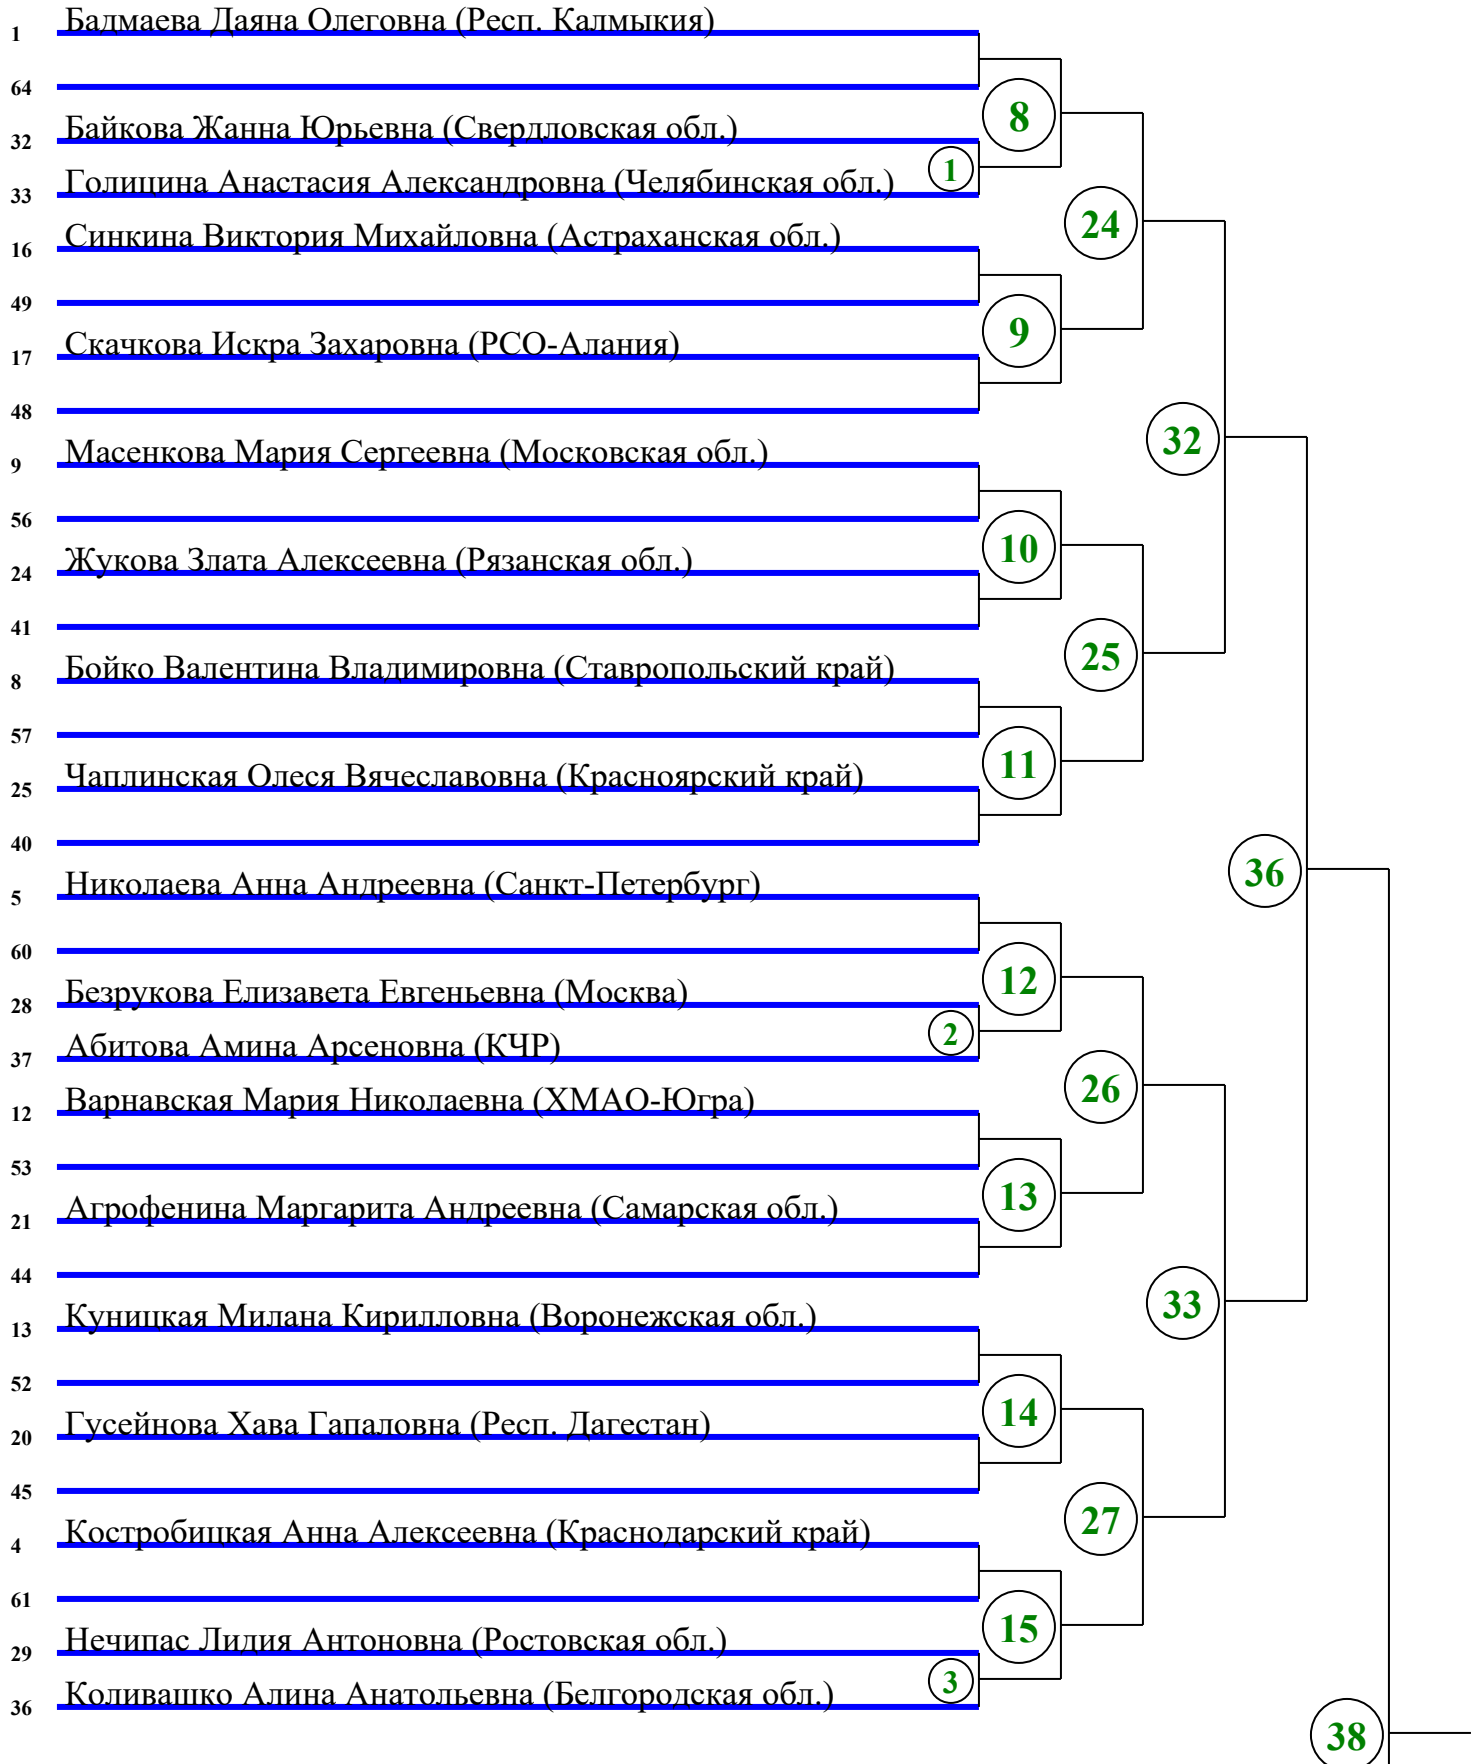 Бадмаева Даяна Олеговна (Респ. Калмыкия)
1
64
8
Байкова Жанна Юрьевна (Свердловская обл.)
32
1
Голицина Анастасия Александровна (Челябинская обл.)
33
24
Синкина Виктория Михайловна (Астраханская обл.)
16
49
9
Скачкова Искра Захаровна (РСО-Алания)
17
48
32
Масенкова Мария Сергеевна (Московская обл.)
9
56
10
Жукова Злата Алексеевна (Рязанская обл.)
24
41
25
Бойко Валентина Владимировна (Ставропольский край)
8
57
11
Чаплинская Олеся Вячеславовна (Красноярский край)
25
40
36
Николаева Анна Андреевна (Санкт-Петербург)
5
60
12
Безрукова Елизавета Евгеньевна (Москва)
28
2
Абитова Амина Арсеновна (КЧР)
37
26
Варнавская Мария Николаевна (ХМАО-Югра)
12
53
13
Агрофенина Маргарита Андреевна (Самарская обл.)
21
44
33
Куницкая Милана Кирилловна (Воронежская обл.)
13
52
14
Гусейнова Хава Гапаловна (Респ. Дагестан)
20
45
27
Костробицкая Анна Алексеевна (Краснодарский край)
4
61
15
Нечипас Лидия Антоновна (Ростовская обл.)
29
3
Коливашко Алина Анатольевна (Белгородская обл.)
36
38